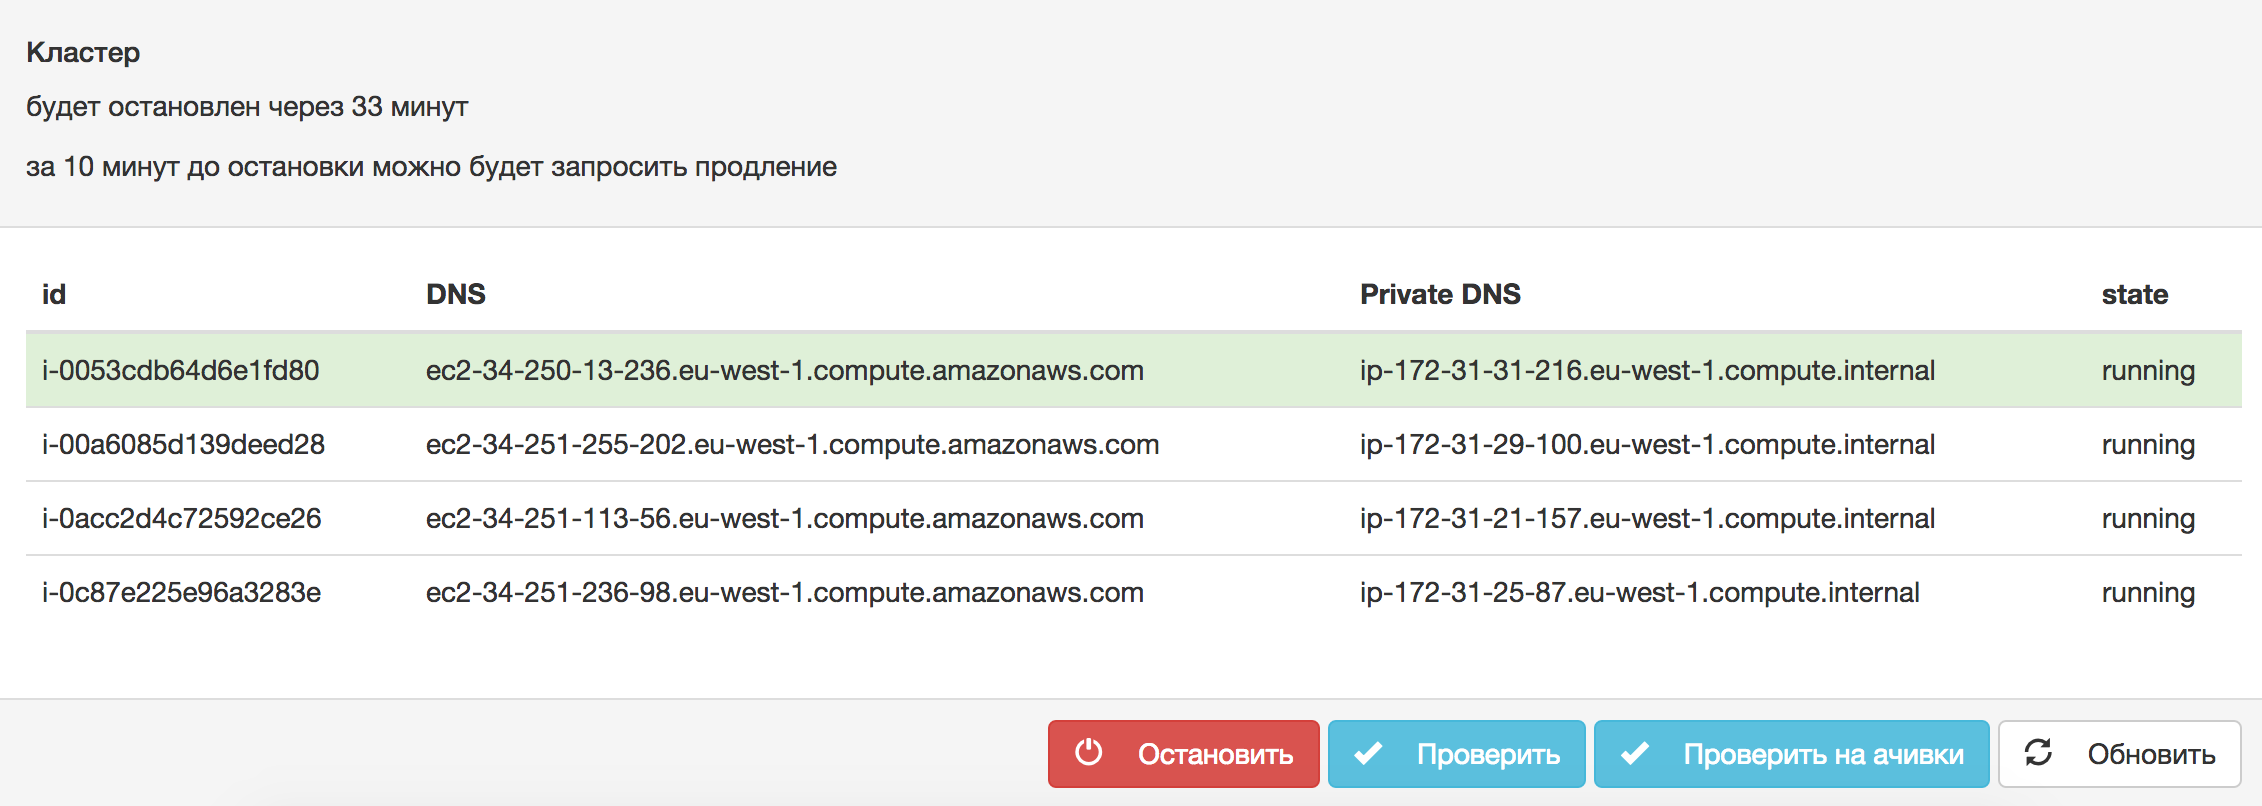 Кластер
будет остановлен через 33 минут
за 10 минут до остановки можно будет запросить продление
id DNS Private DNS state
i-0053cdb64d6e1fd80 ec2-34-250-13-236.eu-west-1.compute.amazonaws.com ip-172-31-31-216.eu-west-1.compute.internal running
i-00a6085d139deed28 ec2-34-251-255-202.eu-west-1.compute.amazonaws.com ip-172-31-29-100.eu-west-1.compute.internal running
i-0acc2d4c72592ce26 ec2-34-251-113-56.eu-west-1.compute.amazonaws.com ip-172-31-21-157.eu-west-1.compute.internal running
i-0c87e225e96a3283e ec2-34-251-236-98.eu-west-1.compute.amazonaws.com ip-172-31-25-87.eu-west-1.compute.internal running
Остановить Проверить Проверить на ачивки Обновить